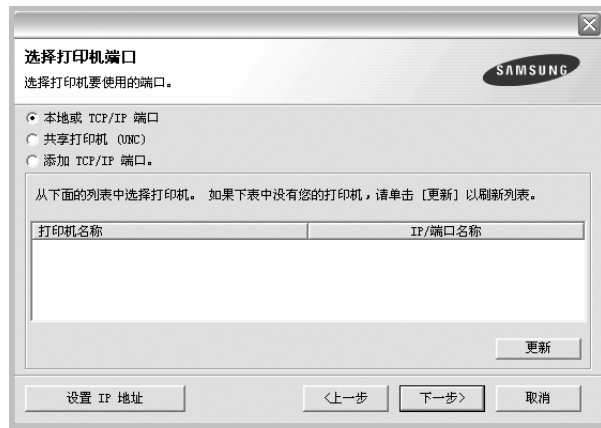 选择打印机端口
选择打印机要使用的端口。
SAMSUNG
本地或 TCP/IP 端口
共享打印机 (UNC)
添加 TCP/IP 端口。
从下面的列表中选择打印机。 如果下表中没有您的打印机，请单击 [更新] 以刷新列表。
打印机名称 IP/端口名称
更新
设置 IP 地址 <上一步 下一步> 取消